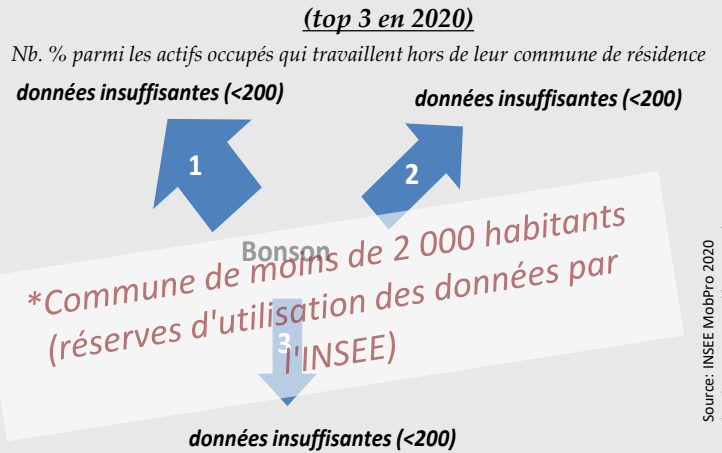 (top 3 en 2020)
Nb. % parmi les actifs occupés qui travaillent hors de leur commune de résidence
données insuffisantes (<200)
données insuffisantes (<200)
1
2
Bonson
*Commune de moins de 2 000 habitants
(réserves d'utilisation des données par
l'INSEE)
3
données insuffisantes (<200)
Source: INSEE MobPro 2020